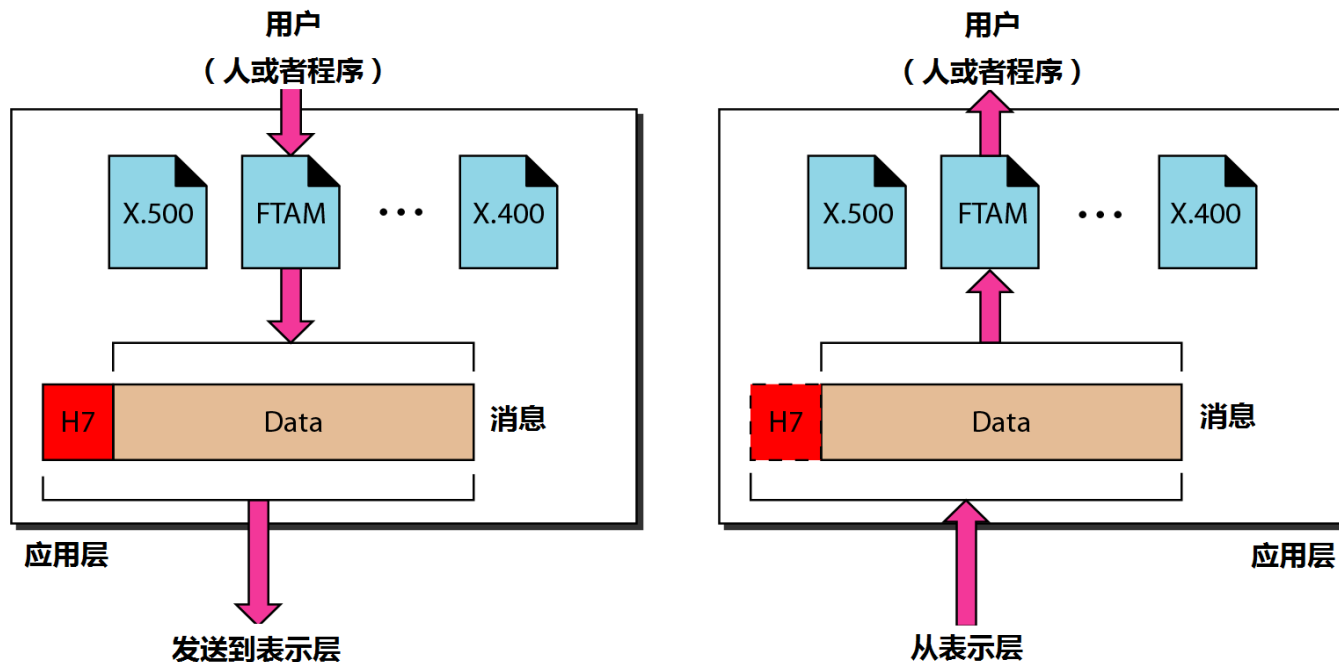 用户
（人或者程序）
X.500
FTAM
...
X.400
H7
Data
消息
应用层
发送到表示层
用户
（人或者程序）
X.500
FTAM
...
X.400
H7
Data
消息
应用层
从表示层